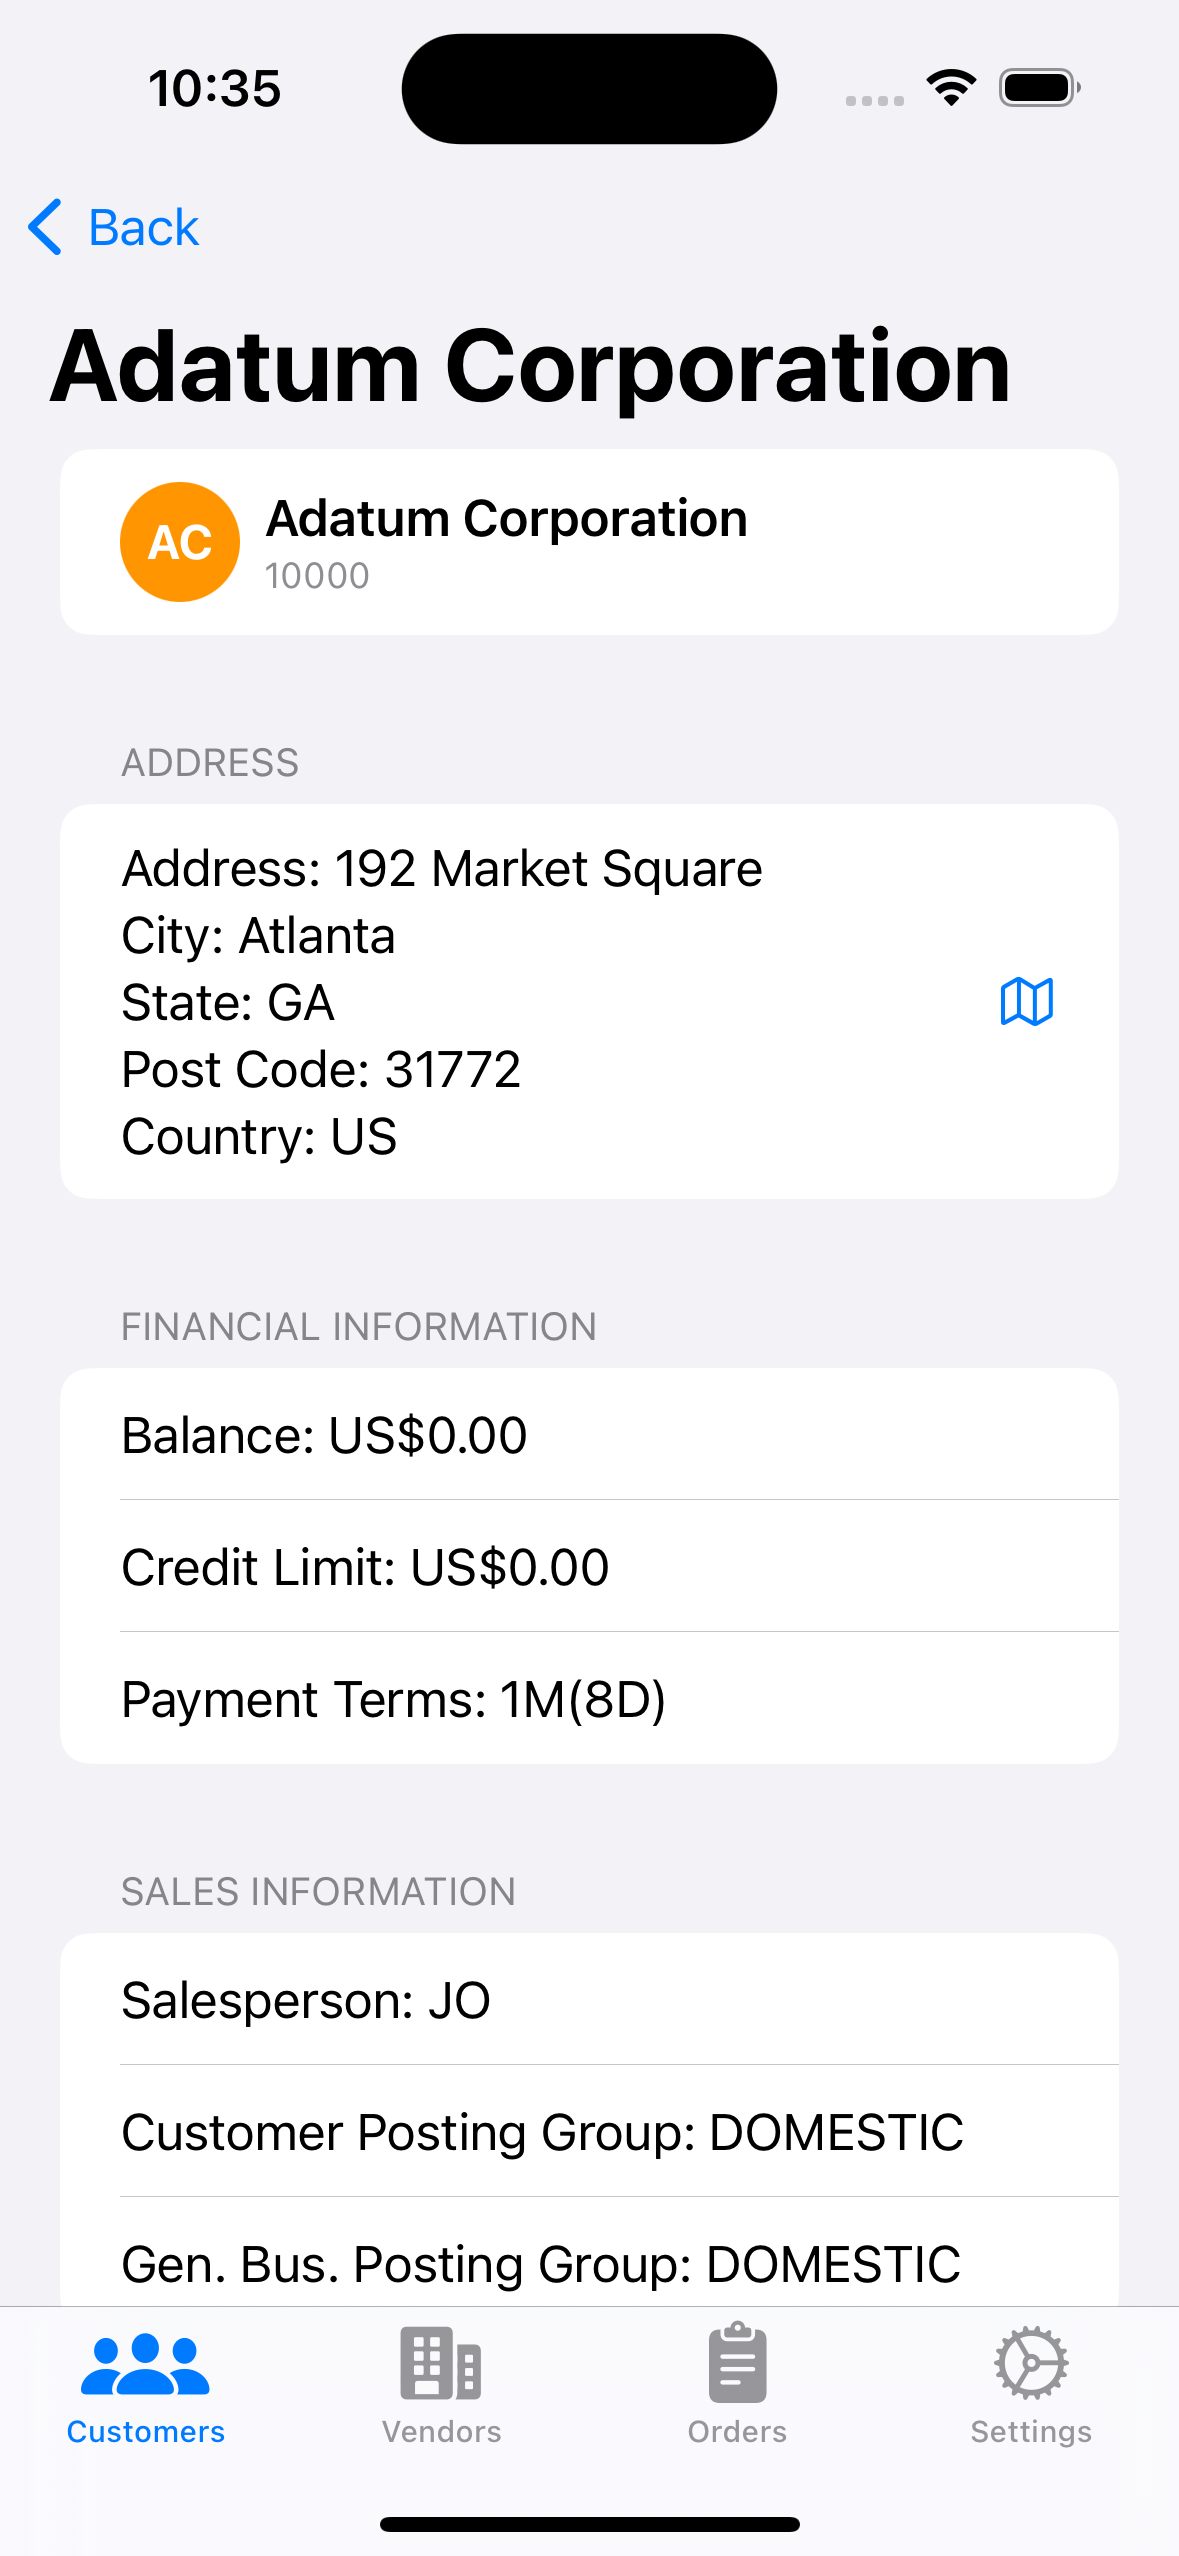 10:35
Back
Adatum Corporation
AC
Adatum Corporation
10000
ADDRESS
Address: 192 Market Square
City: Atlanta
State: GA
Post Code: 31772
Country: US
FINANCIAL INFORMATION
Balance: US$0.00
Credit Limit: US$0.00
Payment Terms: 1M(8D)
SALES INFORMATION
Salesperson: JO
Customer Posting Group: DOMESTIC
Gen. Bus. Posting Group: DOMESTIC
Customers
Vendors
Orders
Settings